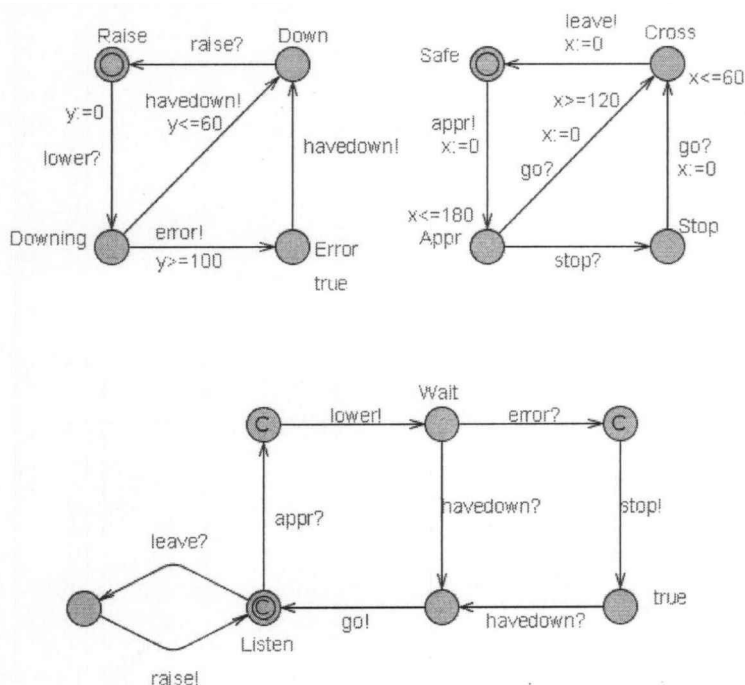 Raise
raise?
Down
y:=0
lower?
havedown!
y<=60
havedown!
Downing
error!
y>=100
Error
true
leave!
x:=0
Safe
Cross
x<=60
appr!
x:=0
x>=120
x:=0
go?
go?
x:=0
x<=180
Appr
stop?
Stop
Wait
C
lower!
error?
C
appr?
havedown?
stop!
leave?
C
Listen
go!
havedown?
true
raise!